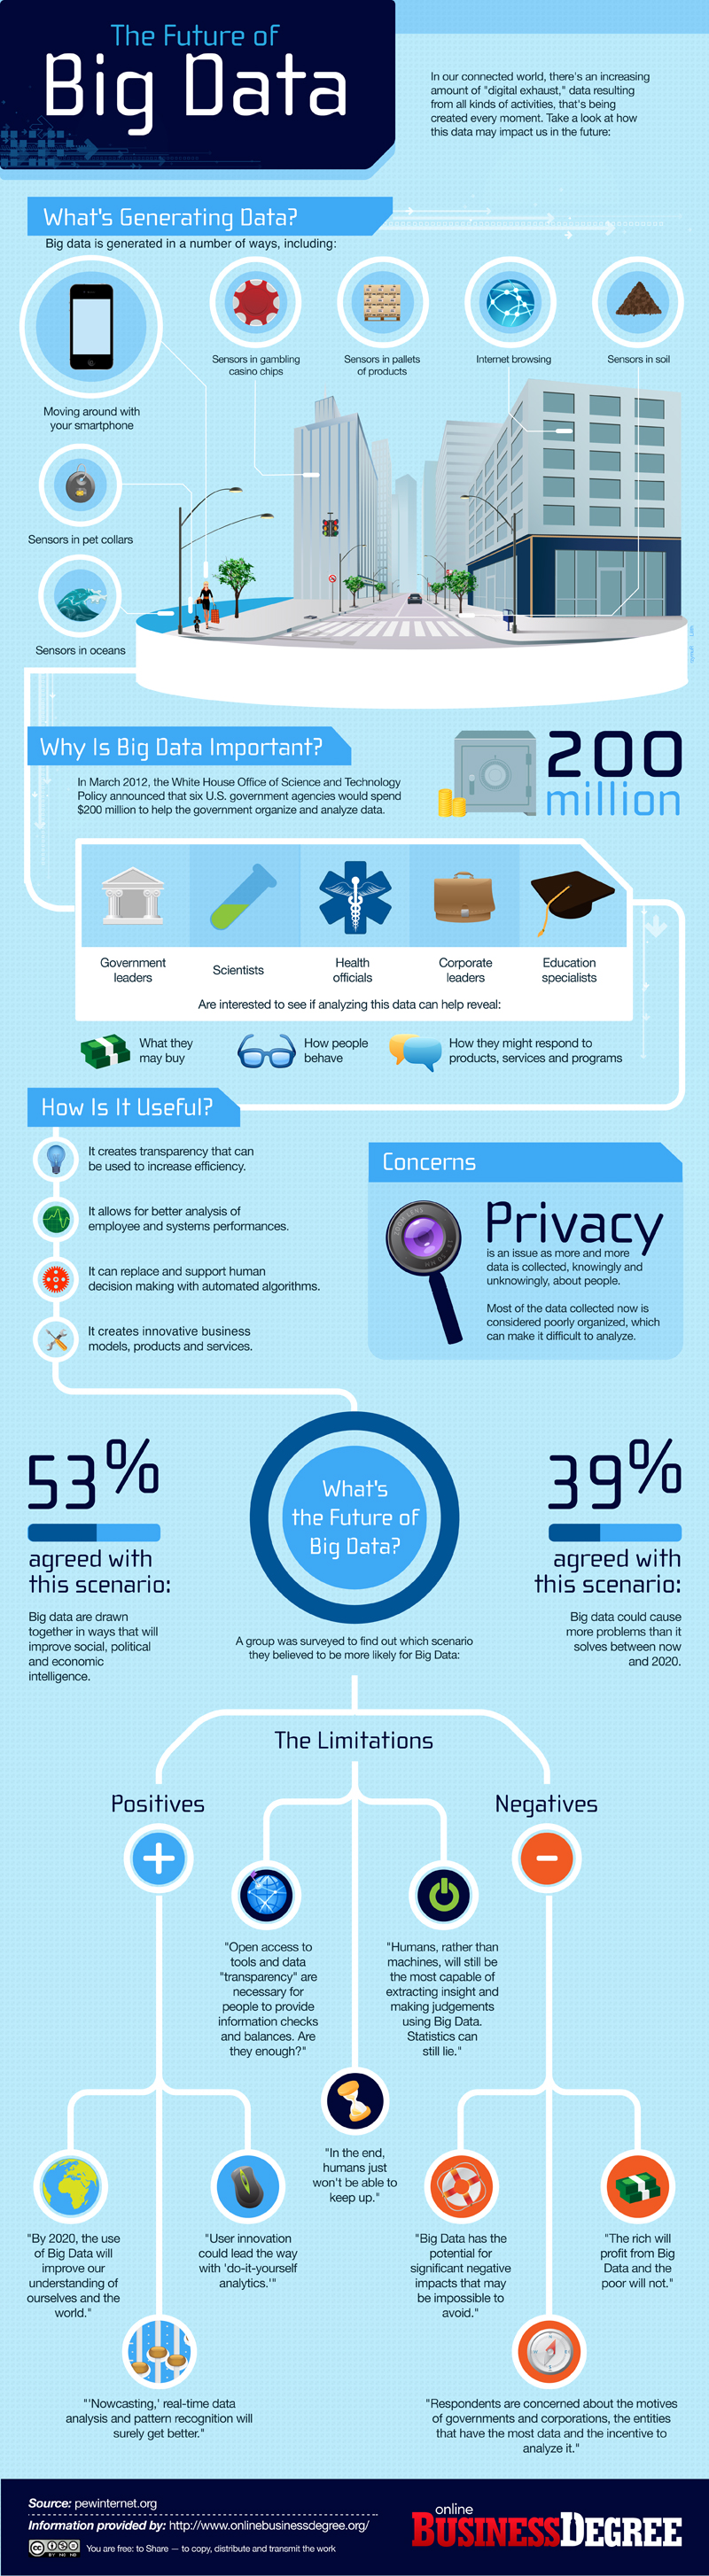 The Future of
Big Data
In our connected world, there's an increasing
amount of "digital exhaust," data resulting
from all kinds of activities, that's being
created every moment. Take a look at how
this data may impact us in the future:
What's Generating Data?
Big data is generated in a number of ways, including:
Sensors in gambling
casino chips
Sensors in pallets
of products
Internet browsing
Sensors in soil
Moving around with
your smartphone
Sensors in pet collars
Sensors in oceans
Why Is Big Data Important?
In March 2012, the White House Office of Science and Technology
Policy announced that six U.S. government agencies would spend
$200 million to help the government organize and analyze data.
200
million
Government
leaders
Scientists
Health
officials
Corporate
leaders
Education
specialists
Are interested to see if analyzing this data can help reveal:
What they
may buy
How people
behave
How they might respond to
products, services and programs
How Is It Useful?
It creates transparency that can
be used to increase efficiency.
It allows for better analysis of
employee and systems performances.
It can replace and support human
decision making with automated algorithms.
It creates innovative business
models, products and services.
Concerns
ZOOM LENS
Privacy
is an issue as more and more
data is collected, knowingly and
unknowingly, about people.
Most of the data collected now is
considered poorly organized, which
can make it difficult to analyze.
53%
agreed with
this scenario:
Big data are drawn
together in ways that will
improve social, political
and economic
intelligence.
What's
the Future of
Big Data?
A group was surveyed to find out which scenario
they believed to be more likely for Big Data:
39%
agreed with
this scenario:
Big data could cause
more problems than it
solves between now
and 2020.
The Limitations
Positives
Negatives
"Open access to
tools and data
"transparency" are
necessary for
people to provide
information checks
and balances. Are
they enough?"
"Humans, rather than
machines, will still be
the most capable of
extracting insight and
making judgements
using Big Data.
Statistics can
still lie."
"In the end,
humans just
won't be able to
keep up."
"By 2020, the use
of Big Data will
improve our
understanding of
ourselves and the
world."
"User innovation
could lead the way
with 'do-it-yourself
analytics.'"
"Big Data has the
potential for
significant negative
impacts that may
be impossible to
avoid."
"The rich will
profit from Big
Data and the
poor will not."
"'Nowcasting,' real-time data
analysis and pattern recognition will
surely get better."
"Respondents are concerned about the motives
of governments and corporations, the entities
that have the most data and the incentive to
analyze it."
Source: pewinternet.org
Information provided by: http://www.onlinebusinessdegree.org/
cc BY NC ND
You are free: to Share — to copy, distribute and transmit the work
online
BUSINESSDEGREE